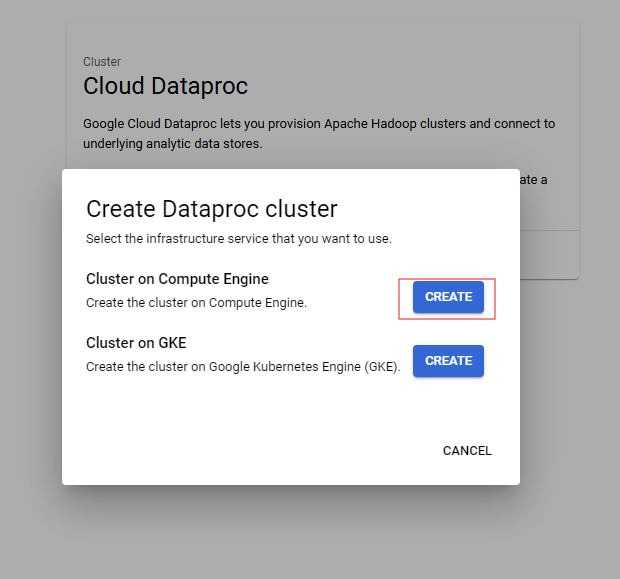 Cluster
Cloud Dataproc
Google Cloud Dataproc lets you provision Apache Hadoop clusters and connect to
underlying analytic data stores.
ate a
Create Dataproc cluster
Select the infrastructure service that you want to use.
Cluster on Compute Engine
Create the cluster on Compute Engine.
CREATE
Cluster on GKE
Create the cluster on Google Kubernetes Engine (GKE).
CREATE
CANCEL